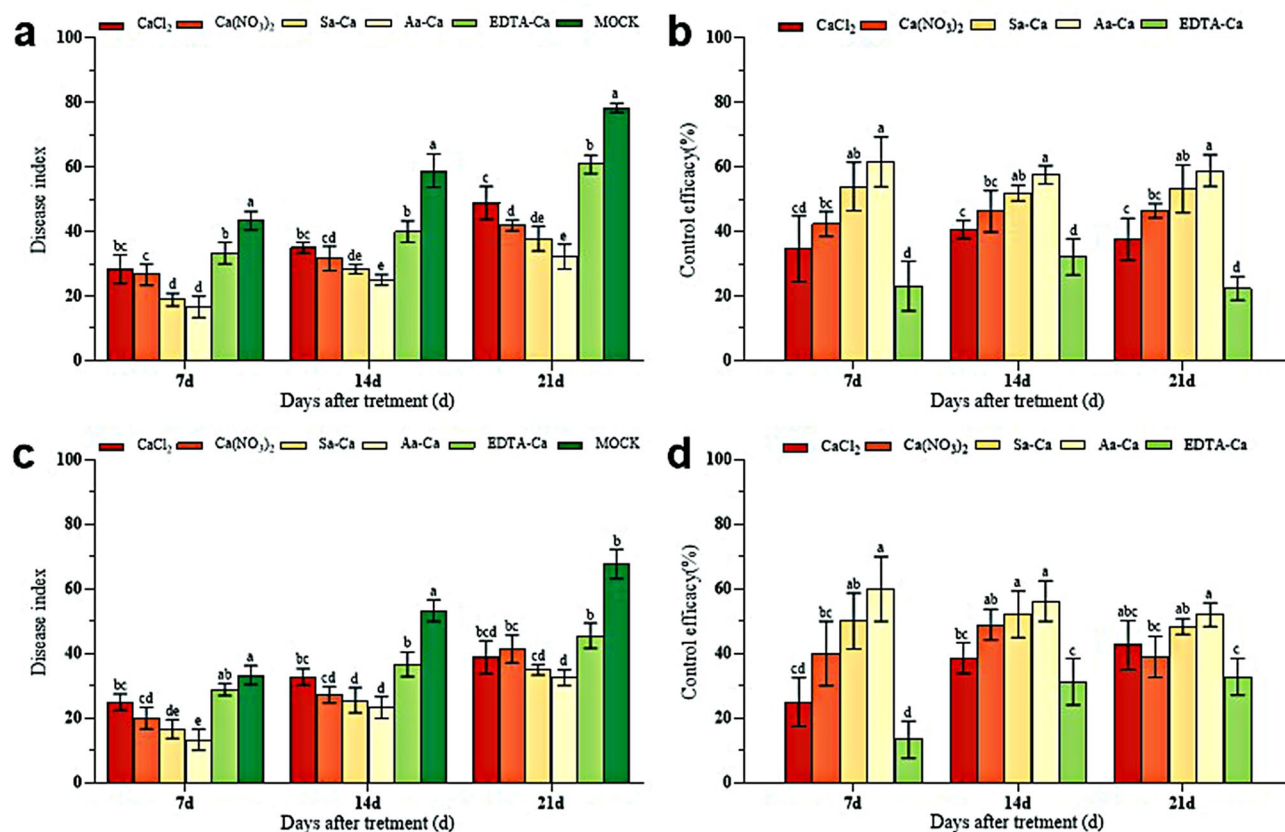 a
CaCl₂ Ca(NO₃)₂ Sa-Ca Aa-Ca EDTA-Ca MOCK
100
80
60
40
20
0
Disease index
bc c d d b a
bc cd de e b a
c d de e b a
7d 14d 21d
Days after tretment (d)
b
CaCl₂ Ca(NO₃)₂ Sa-Ca Aa-Ca EDTA-Ca
100
80
60
40
20
0
Control efficacy(%)
cd bc ab a d
c bc ab a d
c bc ab a d
7d 14d 21d
Days after tretment (d)
c
CaCl₂ Ca(NO₃)₂ Sa-Ca Aa-Ca EDTA-Ca MOCK
100
80
60
40
20
0
Disease index
bc cd de e ab a
bc cd d d b a
bcd bc cd d b b
7d 14d 21d
Days after tretment (d)
d
CaCl₂ Ca(NO₃)₂ Sa-Ca Aa-Ca EDTA-Ca
100
80
60
40
20
0
Control efficacy(%)
cd bc ab a d
bc ab a a c
abc bc ab a c
7d 14d 21d
Days after tretment (d)